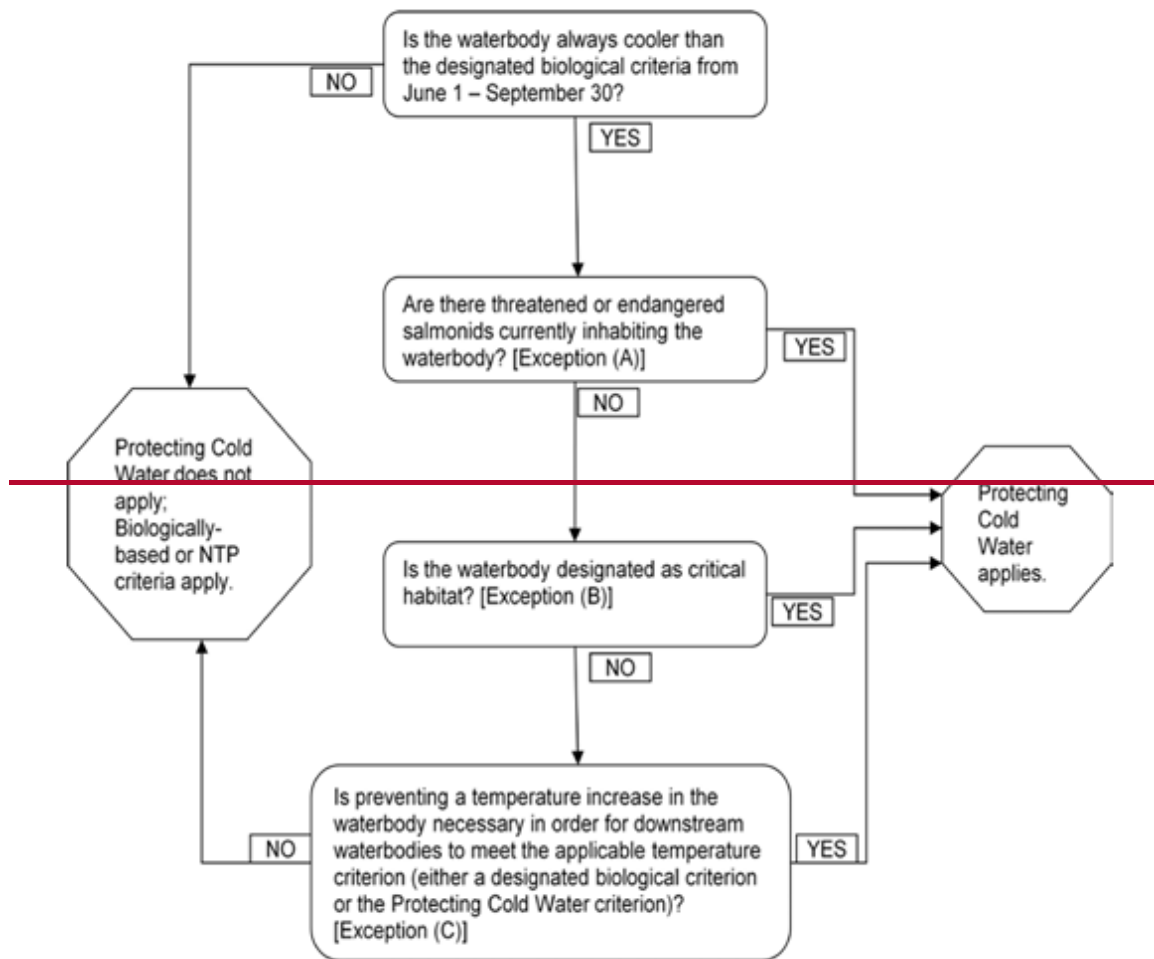 Is the waterbody always cooler than
the designated biological criteria from
June 1 – September 30?
NO
YES
Are there threatened or endangered
salmonids currently inhabiting the
waterbody? [Exception (A)]
YES
NO
Protecting Cold
Water does not
apply;
Biologically-
based or NTP
criteria apply.
Protecting
Cold
Water
applies.
Is the waterbody designated as critical
habitat? [Exception (B)]
YES
NO
Is preventing a temperature increase in the
waterbody necessary in order for downstream
waterbodies to meet the applicable temperature
criterion (either a designated biological criterion
or the Protecting Cold Water criterion)?
[Exception (C)]
NO
YES